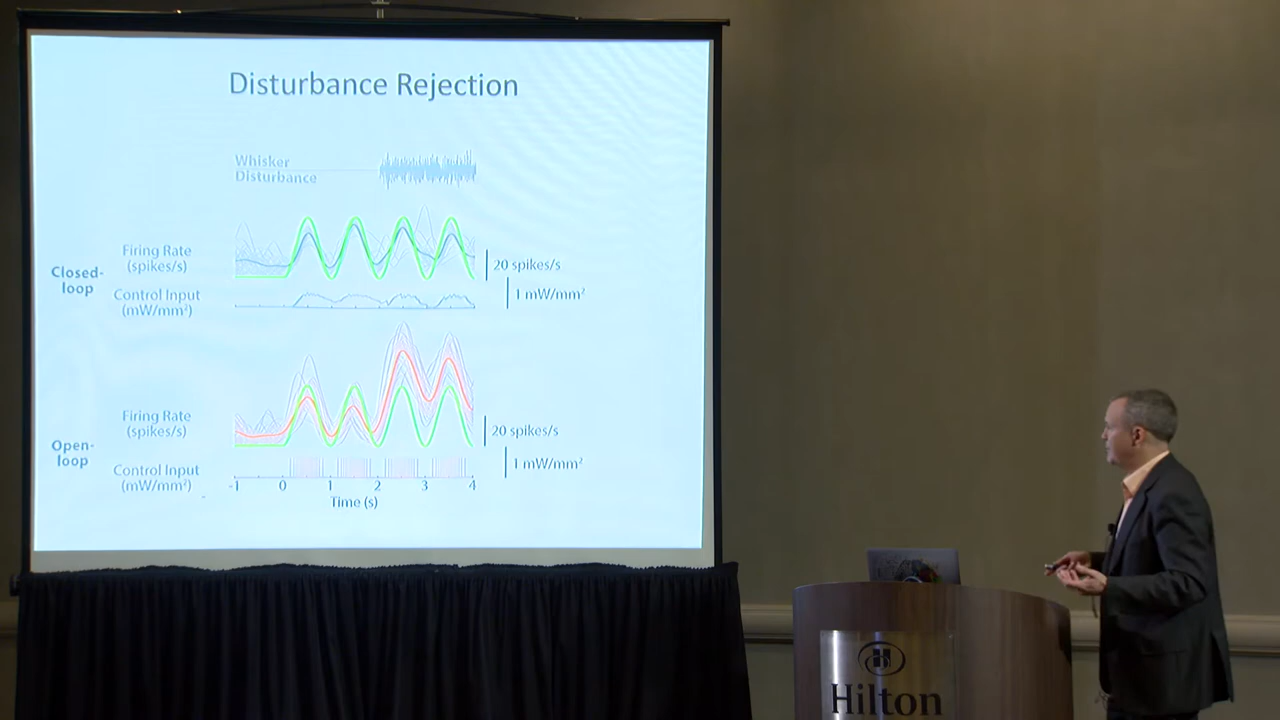 Disturbance Rejection
Whisker
Disturbance
Closed-
loop
Firing Rate
(spikes/s)
20 spikes/s
Control Input
(mW/mm²)
1 mW/mm²
Open-
loop
Firing Rate
(spikes/s)
20 spikes/s
Control Input
(mW/mm²)
1 mW/mm²
-1 0 1 2 3 4
Time (s)
H
Hilton